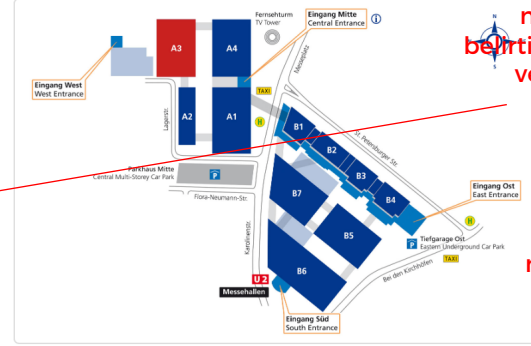 Fernsehturm
TV Tower
Eingang Mitte
Central Entrance
i
N
S
belirti
Messeplatz
A3
A4
Eingang West
West Entrance
TAXI
A2
A1
H
Lagerstr.
B1
B2
B3
B4
St. Petersburger Str.
Parkhaus Mitte
Central Multi-Storey Car Park
P
Flora-Neumann-Str.
B7
B5
B6
Eingang Ost
East Entrance
H
P
Tiefgarage Ost
Eastern Underground Car Park
TAXI
Karolinenstr.
Bei den Kirchhöfen
U2
Messehallen
Eingang Süd
South Entrance